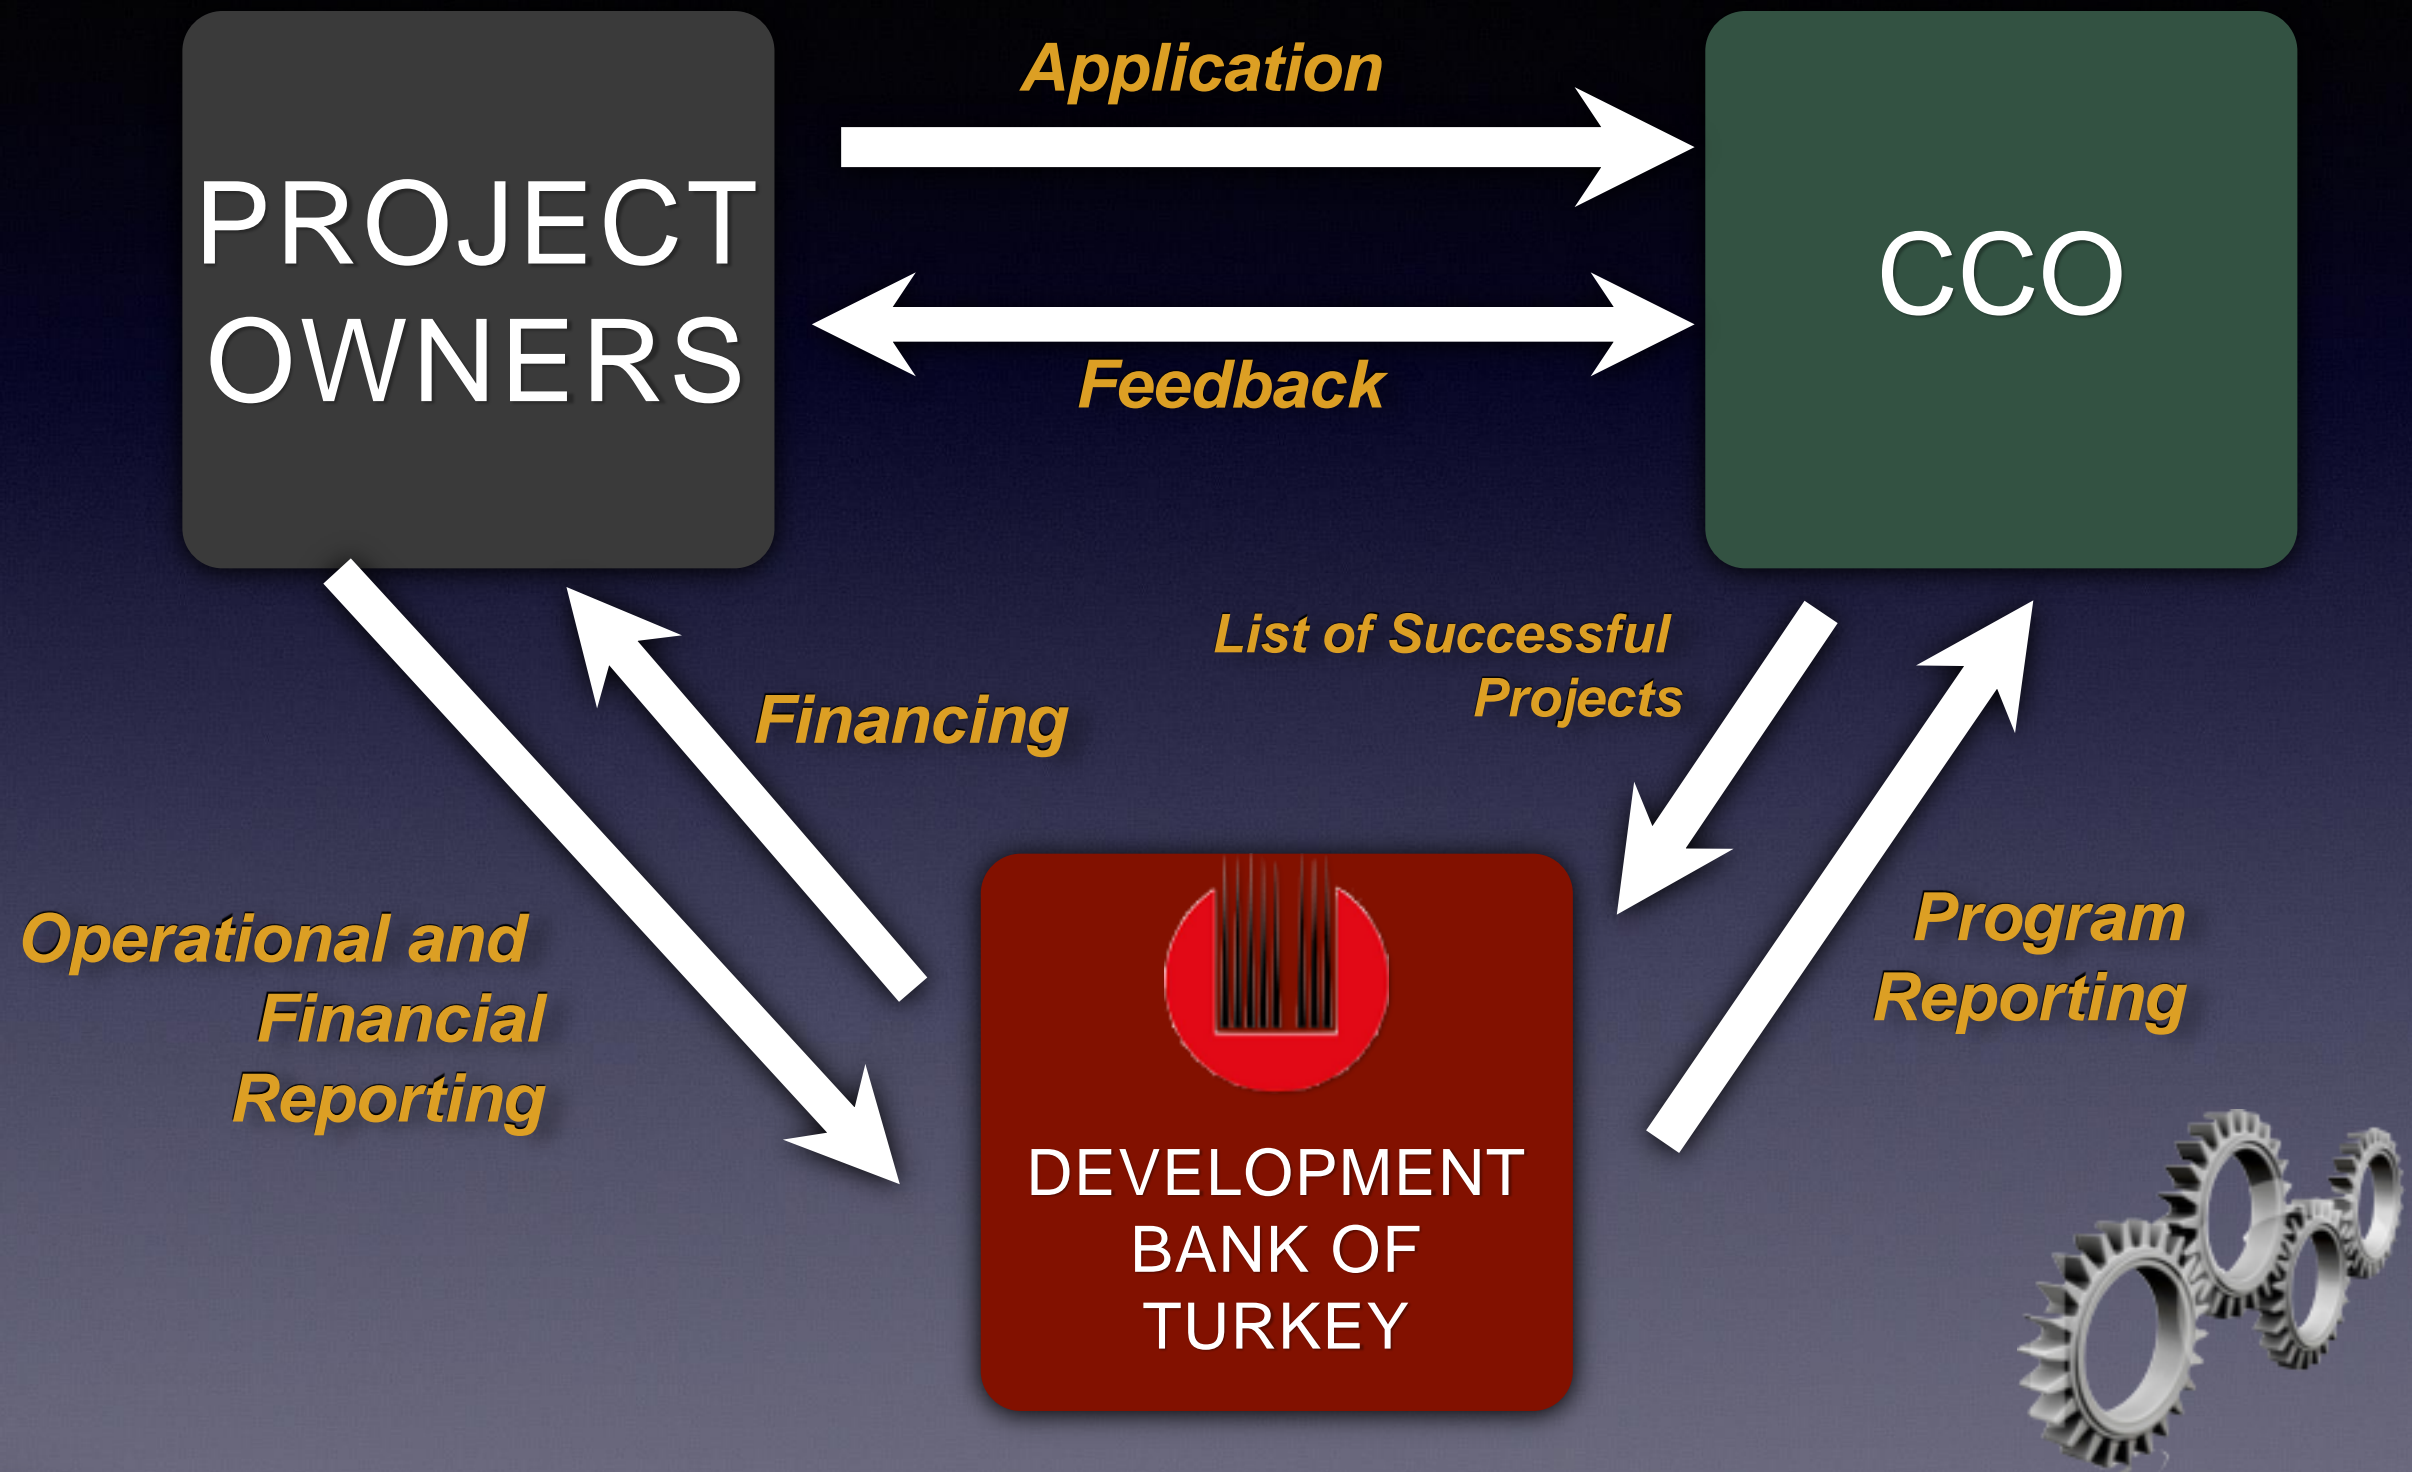 Application
PROJECT
OWNERS
CCO
Feedback
List of Successful
Projects
Financing
Operational and
Financial
Reporting
Program
Reporting
DEVELOPMENT
BANK OF
TURKEY